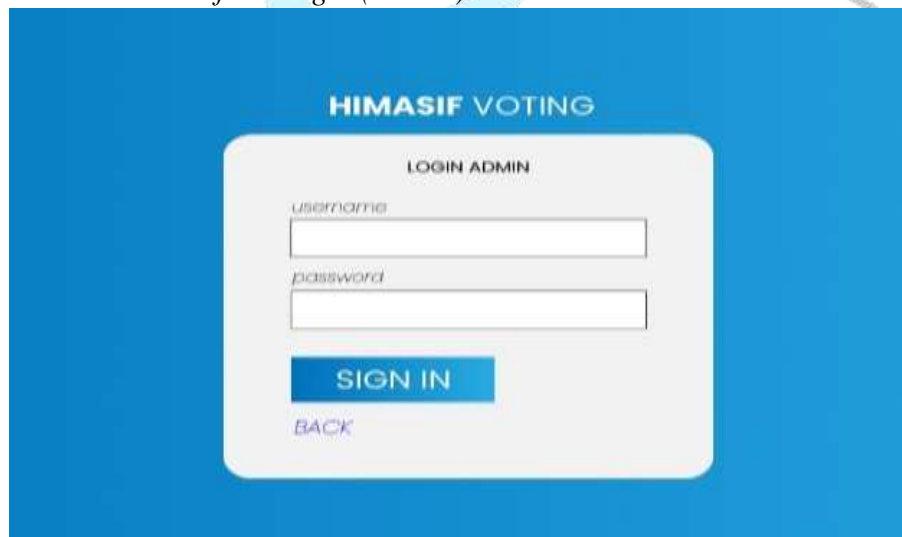 HIMASIF VOTING
LOGIN ADMIN
username
password
SIGN IN
BACK